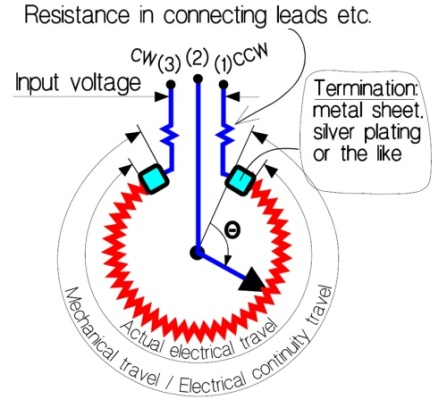 Resistance in connecting leads etc.
CW(3) (2) (1)CCW
Input voltage
Termination:
metal sheet,
silver plating
or the like
Θ
Actual electrical travel
Mechanical travel / Electrical continuity travel